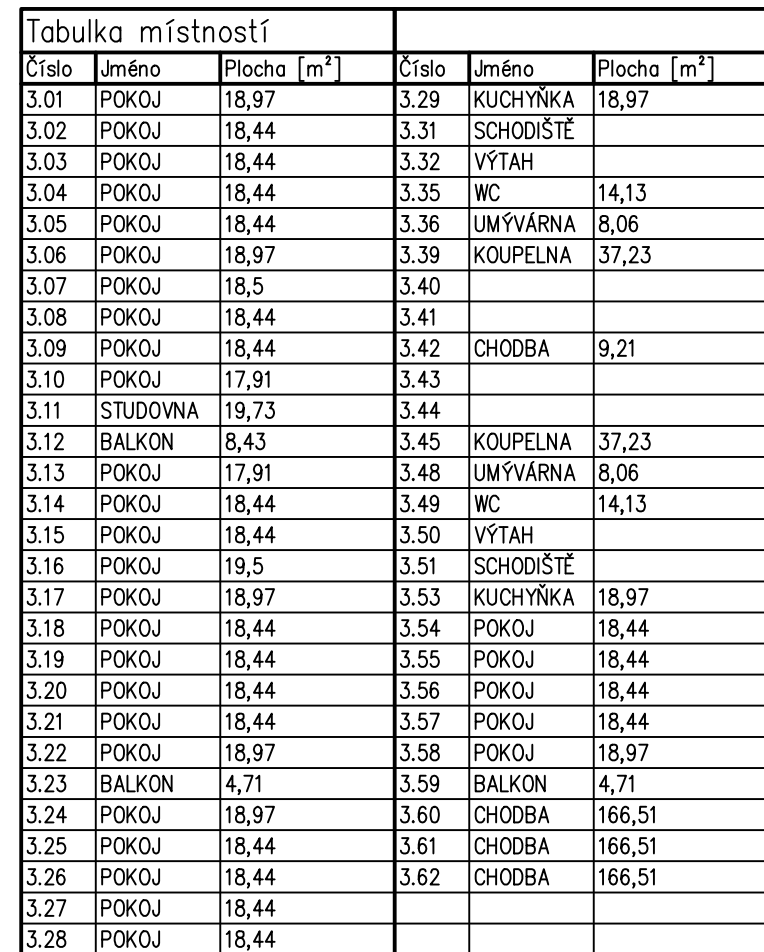 Tabulka místností
Číslo Jméno Plocha [m²] Číslo Jméno Plocha [m²]
3.01 POKOJ 18,97 3.29 KUCHYŇKA 18,97
3.02 POKOJ 18,44 3.31 SCHODIŠTĚ
3.03 POKOJ 18,44 3.32 VÝTAH
3.04 POKOJ 18,44 3.35 WC 14,13
3.05 POKOJ 18,44 3.36 UMÝVÁRNA 8,06
3.06 POKOJ 18,97 3.39 KOUPELNA 37,23
3.07 POKOJ 18,5 3.40
3.08 POKOJ 18,44 3.41
3.09 POKOJ 18,44 3.42 CHODBA 9,21
3.10 POKOJ 17,91 3.43
3.11 STUDOVNA 19,73 3.44
3.12 BALKON 8,43 3.45 KOUPELNA 37,23
3.13 POKOJ 17,91 3.48 UMÝVÁRNA 8,06
3.14 POKOJ 18,44 3.49 WC 14,13
3.15 POKOJ 18,44 3.50 VÝTAH
3.16 POKOJ 19,5 3.51 SCHODIŠTĚ
3.17 POKOJ 18,97 3.53 KUCHYŇKA 18,97
3.18 POKOJ 18,44 3.54 POKOJ 18,44
3.19 POKOJ 18,44 3.55 POKOJ 18,44
3.20 POKOJ 18,44 3.56 POKOJ 18,44
3.21 POKOJ 18,44 3.57 POKOJ 18,44
3.22 POKOJ 18,97 3.58 POKOJ 18,97
3.23 BALKON 4,71 3.59 BALKON 4,71
3.24 POKOJ 18,97 3.60 CHODBA 166,51
3.25 POKOJ 18,44 3.61 CHODBA 166,51
3.26 POKOJ 18,44 3.62 CHODBA 166,51
3.27 POKOJ 18,44
3.28 POKOJ 18,44